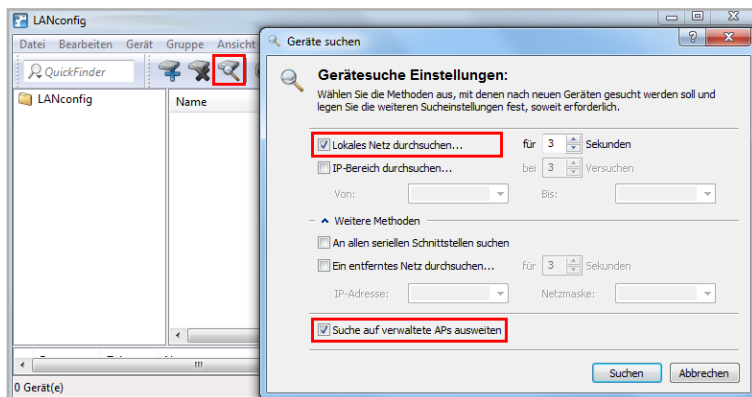 LANconfig
Datei Bearbeiten Gerät Gruppe Ansicht
QuickFinder
LANconfig
Name
0 Gerät(e)
Geräte suchen
Gerätesuche Einstellungen:
Wählen Sie die Methoden aus, mit denen nach neuen Geräten gesucht werden soll und
legen Sie die weiteren Sucheinstellungen fest, soweit erforderlich.
Lokales Netz durchsuchen... für 3 Sekunden
IP-Bereich durchsuchen... bei 3 Versuchen
Von: Bis:
Weitere Methoden
An allen seriellen Schnittstellen suchen
Ein entferntes Netz durchsuchen... für 3 Sekunden
IP-Adresse: Netzmaske:
Suche auf verwaltete APs ausweiten
Suchen Abbrechen